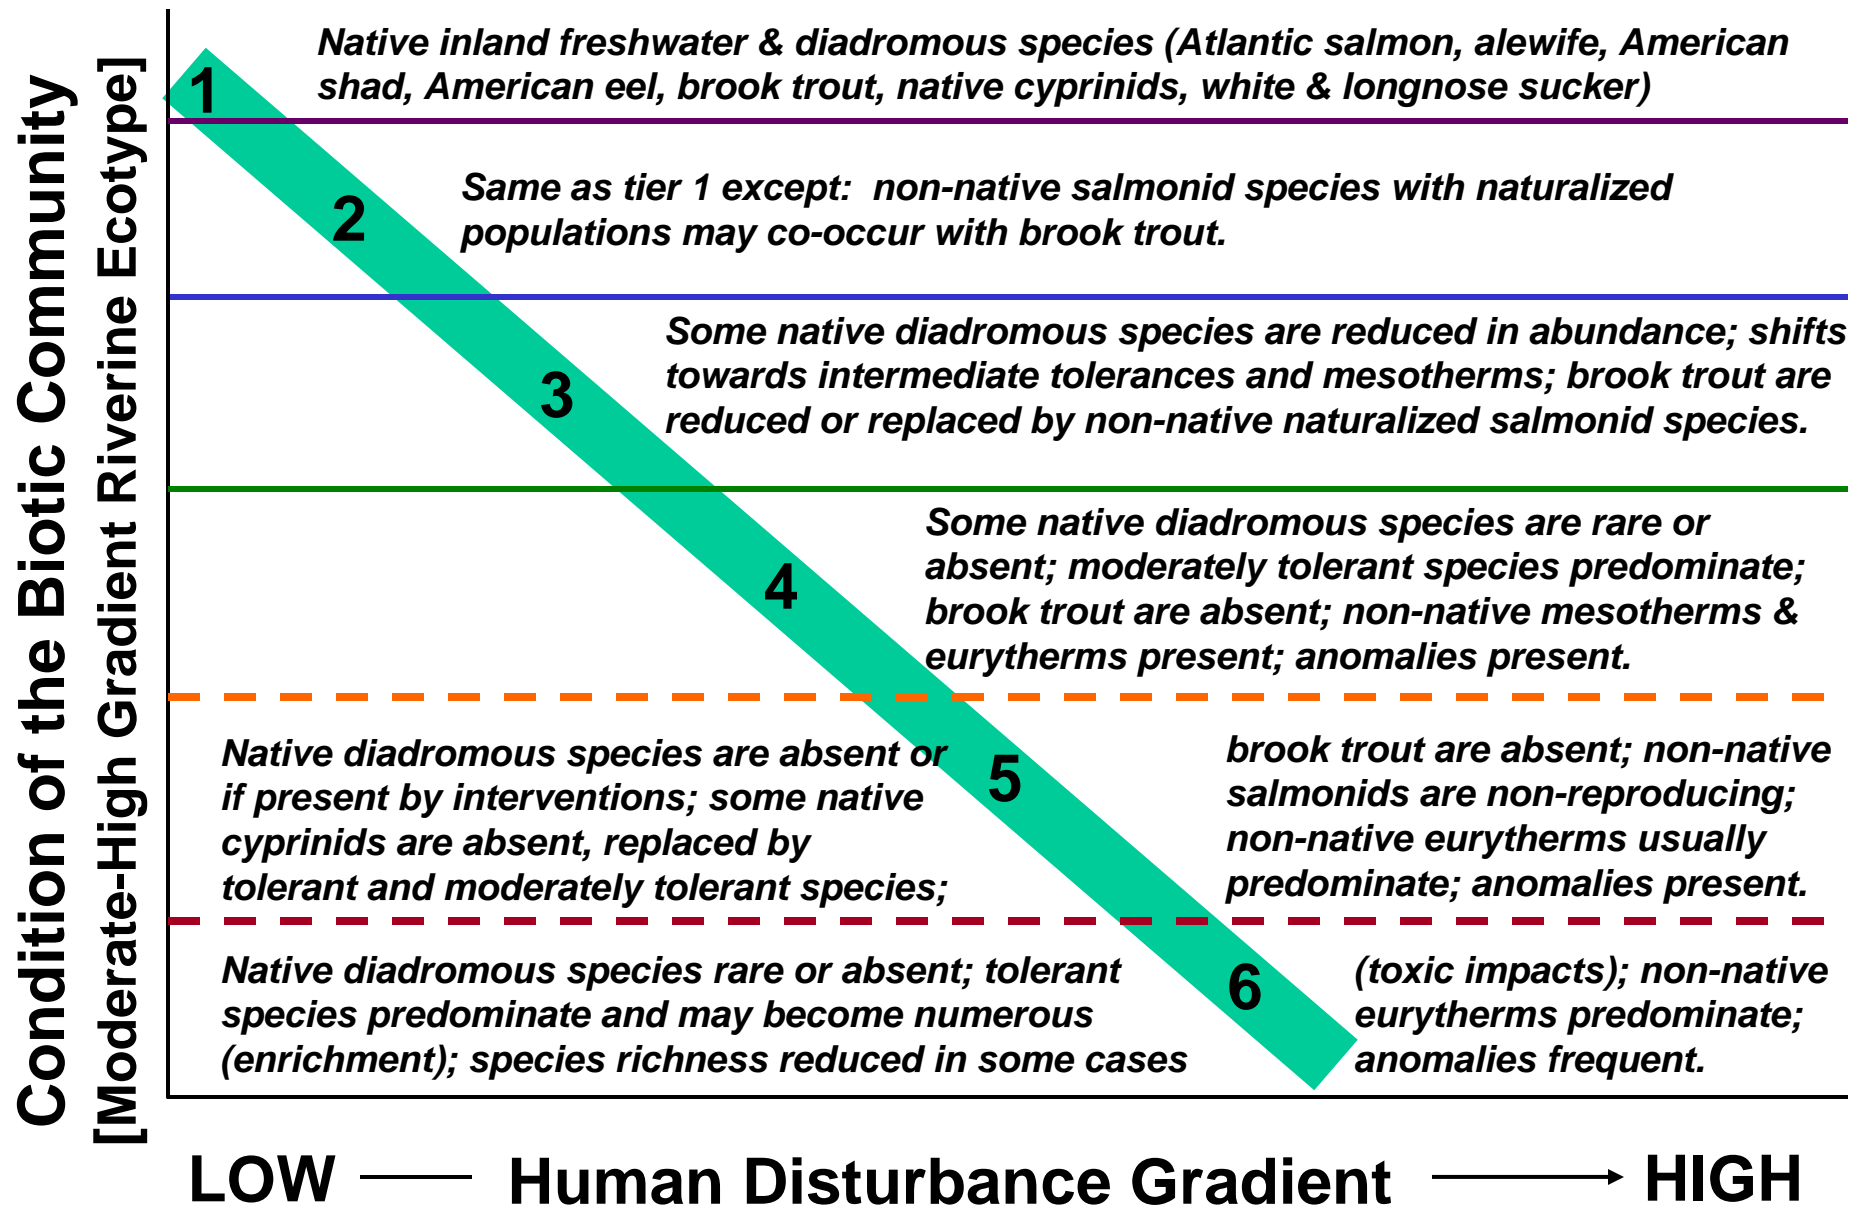 Condition of the Biotic Community
[Moderate-High Gradient Riverine Ecotype]
1
Native inland freshwater & diadromous species (Atlantic salmon, alewife, American
shad, American eel, brook trout, native cyprinids, white & longnose sucker)
2
Same as tier 1 except:  non-native salmonid species with naturalized
populations may co-occur with brook trout.
3
Some native diadromous species are reduced in abundance; shifts
towards intermediate tolerances and mesotherms; brook trout are
reduced or replaced by non-native naturalized salmonid species.
4
Some native diadromous species are rare or
absent; moderately tolerant species predominate;
brook trout are absent; non-native mesotherms &
eurytherms present; anomalies present.
Native diadromous species are absent or
if present by interventions; some native
cyprinids are absent, replaced by
tolerant and moderately tolerant species;
5
brook trout are absent; non-native
salmonids are non-reproducing;
non-native eurytherms usually
predominate; anomalies present.
Native diadromous species rare or absent; tolerant
species predominate and may become numerous
(enrichment); species richness reduced in some cases
6
(toxic impacts); non-native
eurytherms predominate;
anomalies frequent.
LOW Human Disturbance Gradient HIGH